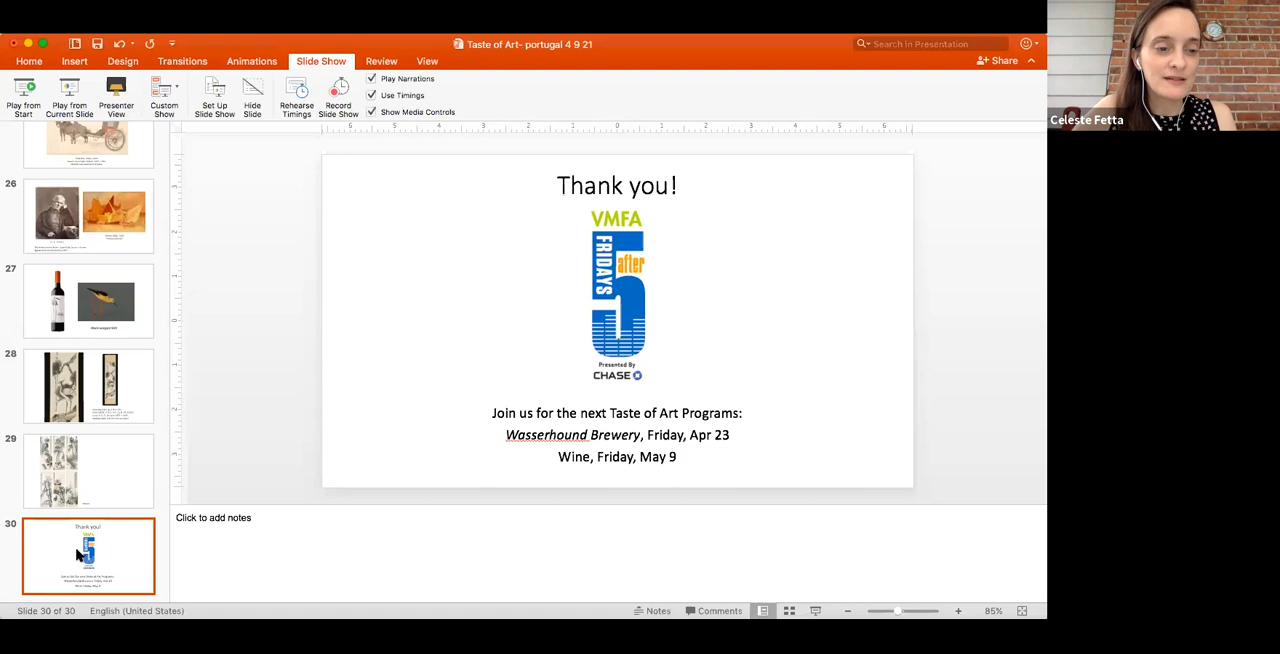 Taste of Art- portugal 4 9 21
Search in Presentation
Home Insert Design Transitions Animations Slide Show Review View
Share
Play from Start
Play from Current Slide
Presenter View
Custom Show
Set Up Slide Show
Hide Slide
Rehearse Timings
Record Slide Show
Play Narrations
Use Timings
Show Media Controls
Celeste Fetta
26
27
28
29
30
Thank you!
VMFA
FRIDAYS
after
5
Presented By
CHASE
Join us for the next Taste of Art Programs:
Wasserhound Brewery, Friday, Apr 23
Wine, Friday, May 9
Thank you!
Click to add notes
Slide 30 of 30 English (United States) Notes Comments 85%